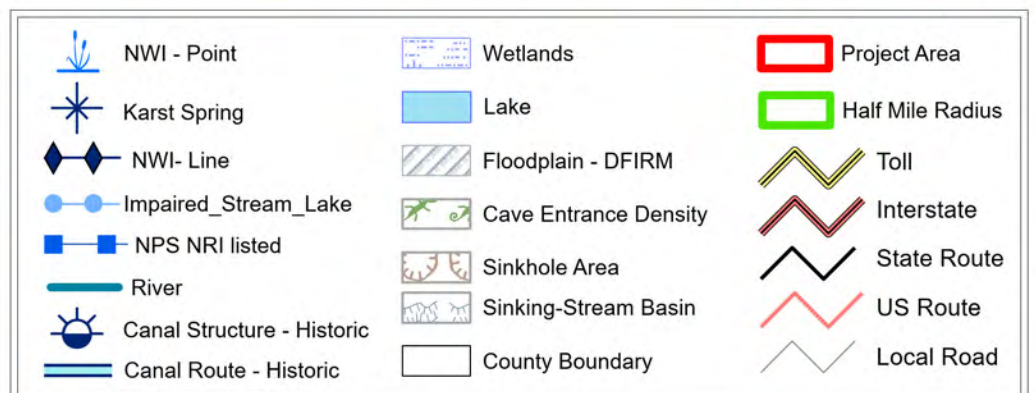 NWI - Point
Karst Spring
NWI- Line
Impaired_Stream_Lake
NPS NRI listed
River
Canal Structure - Historic
Canal Route - Historic
Wetlands
Lake
Floodplain - DFIRM
Cave Entrance Density
Sinkhole Area
Sinking-Stream Basin
County Boundary
Project Area
Half Mile Radius
Toll
Interstate
State Route
US Route
Local Road